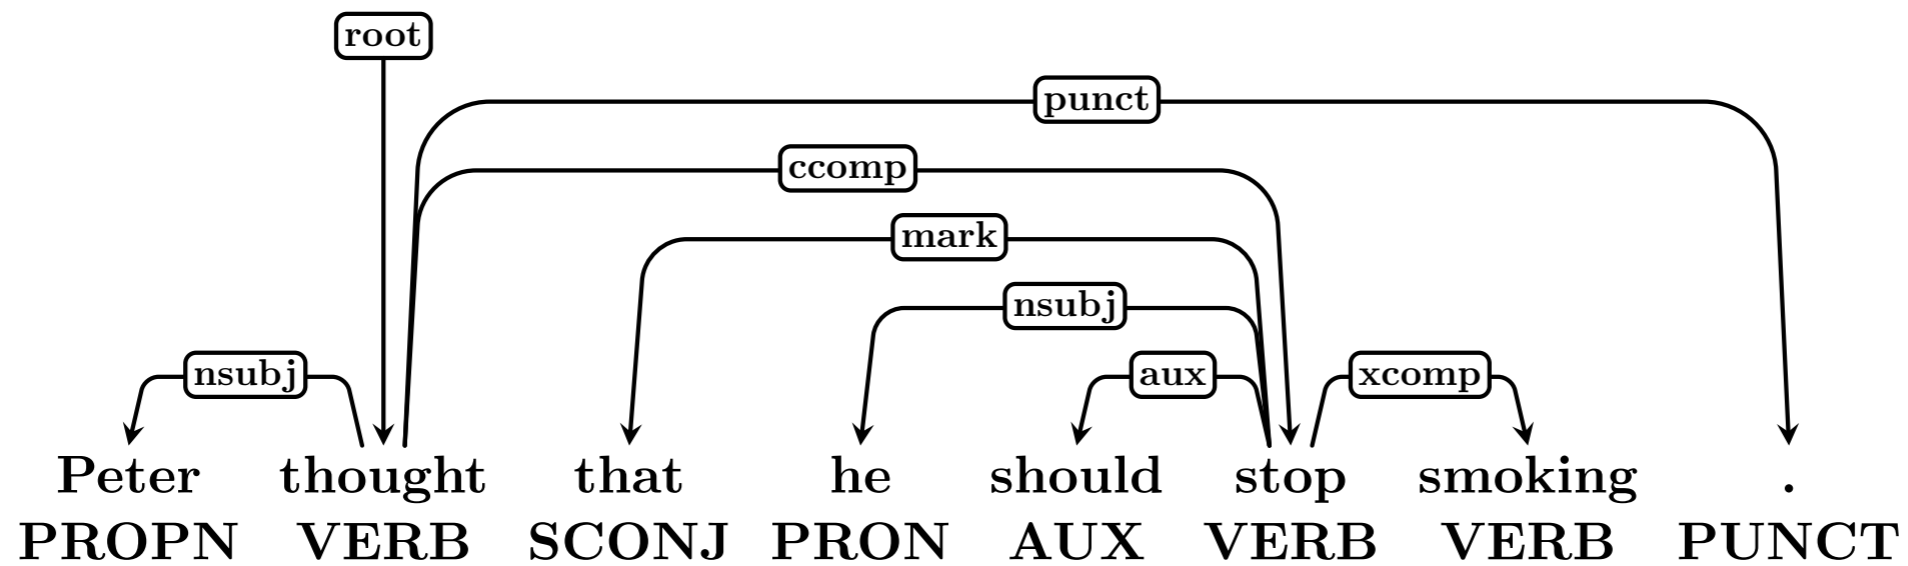 root
punct
ccomp
mark
nsubj
nsubj aux xcomp
Peter thought that he should stop smoking .
PROPN VERB SCONJ PRON AUX VERB VERB PUNCT